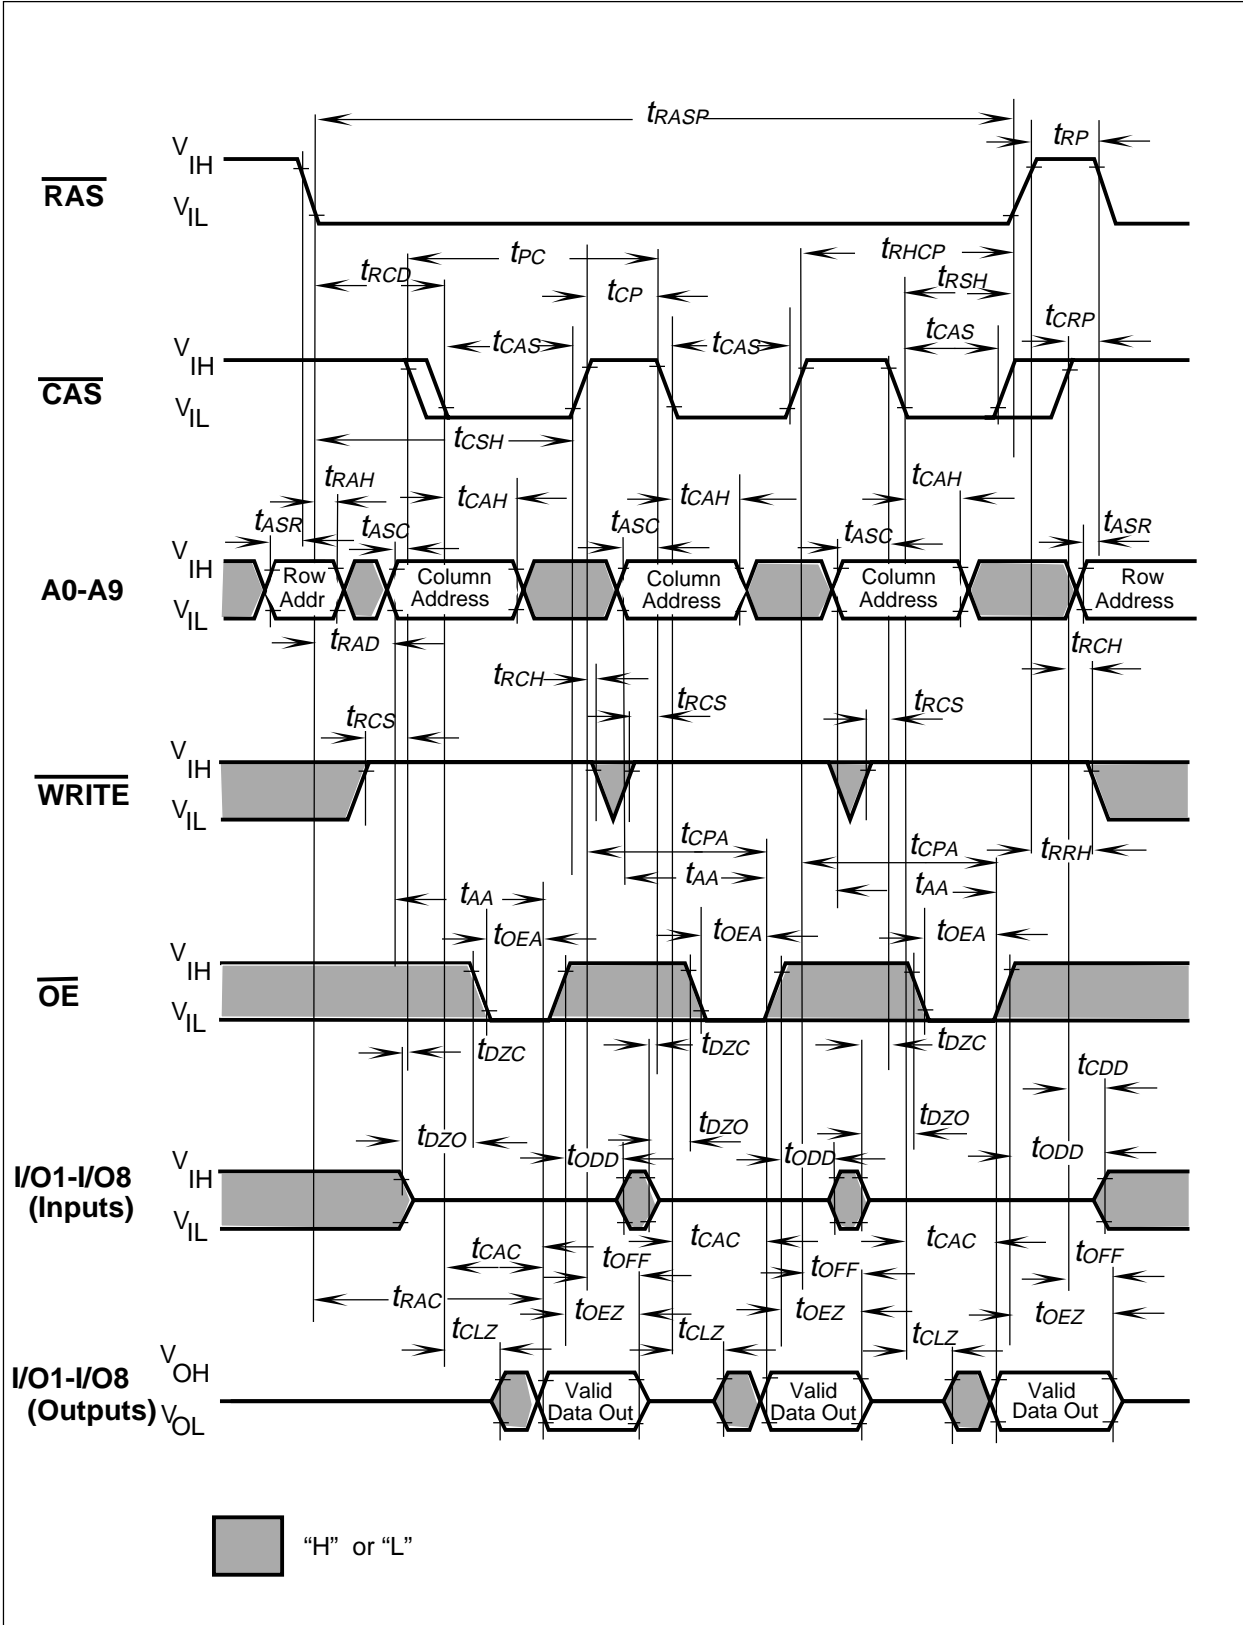 tRASP
tRP
VIH
RAS
VIL
tPC
tRHCP
tRCD
tCP
tRSH
tCRP
tCAS
tCAS
tCAS
VIH
CAS
VIL
tCSH
tRAH
tCAH
tCAH
tCAH
tASR
tASC
tASC
tASC
tASR
VIH
A0-A9
Row Addr
Column Address
Column Address
Column Address
Row Address
VIL
tRAD
tRCH
tRCH
tRCS
tRCS
tRCS
VIH
WRITE
VIL
tCPA
tCPA
tRRH
tAA
tAA
tAA
tOEA
tOEA
tOEA
VIH
OE
VIL
tDZC
tDZC
tDZC
tCDD
tDZO
tDZO
tDZO
tODD
tODD
tODD
VIH
I/O1-I/O8
(Inputs)
VIL
tCAC
tCAC
tCAC
tOFF
tOFF
tOFF
tRAC
tOEZ
tOEZ
tOEZ
tCLZ
tCLZ
tCLZ
VOH
I/O1-I/O8
(Outputs)
VOL
Valid
Data Out
Valid
Data Out
Valid
Data Out
“H” or “L”